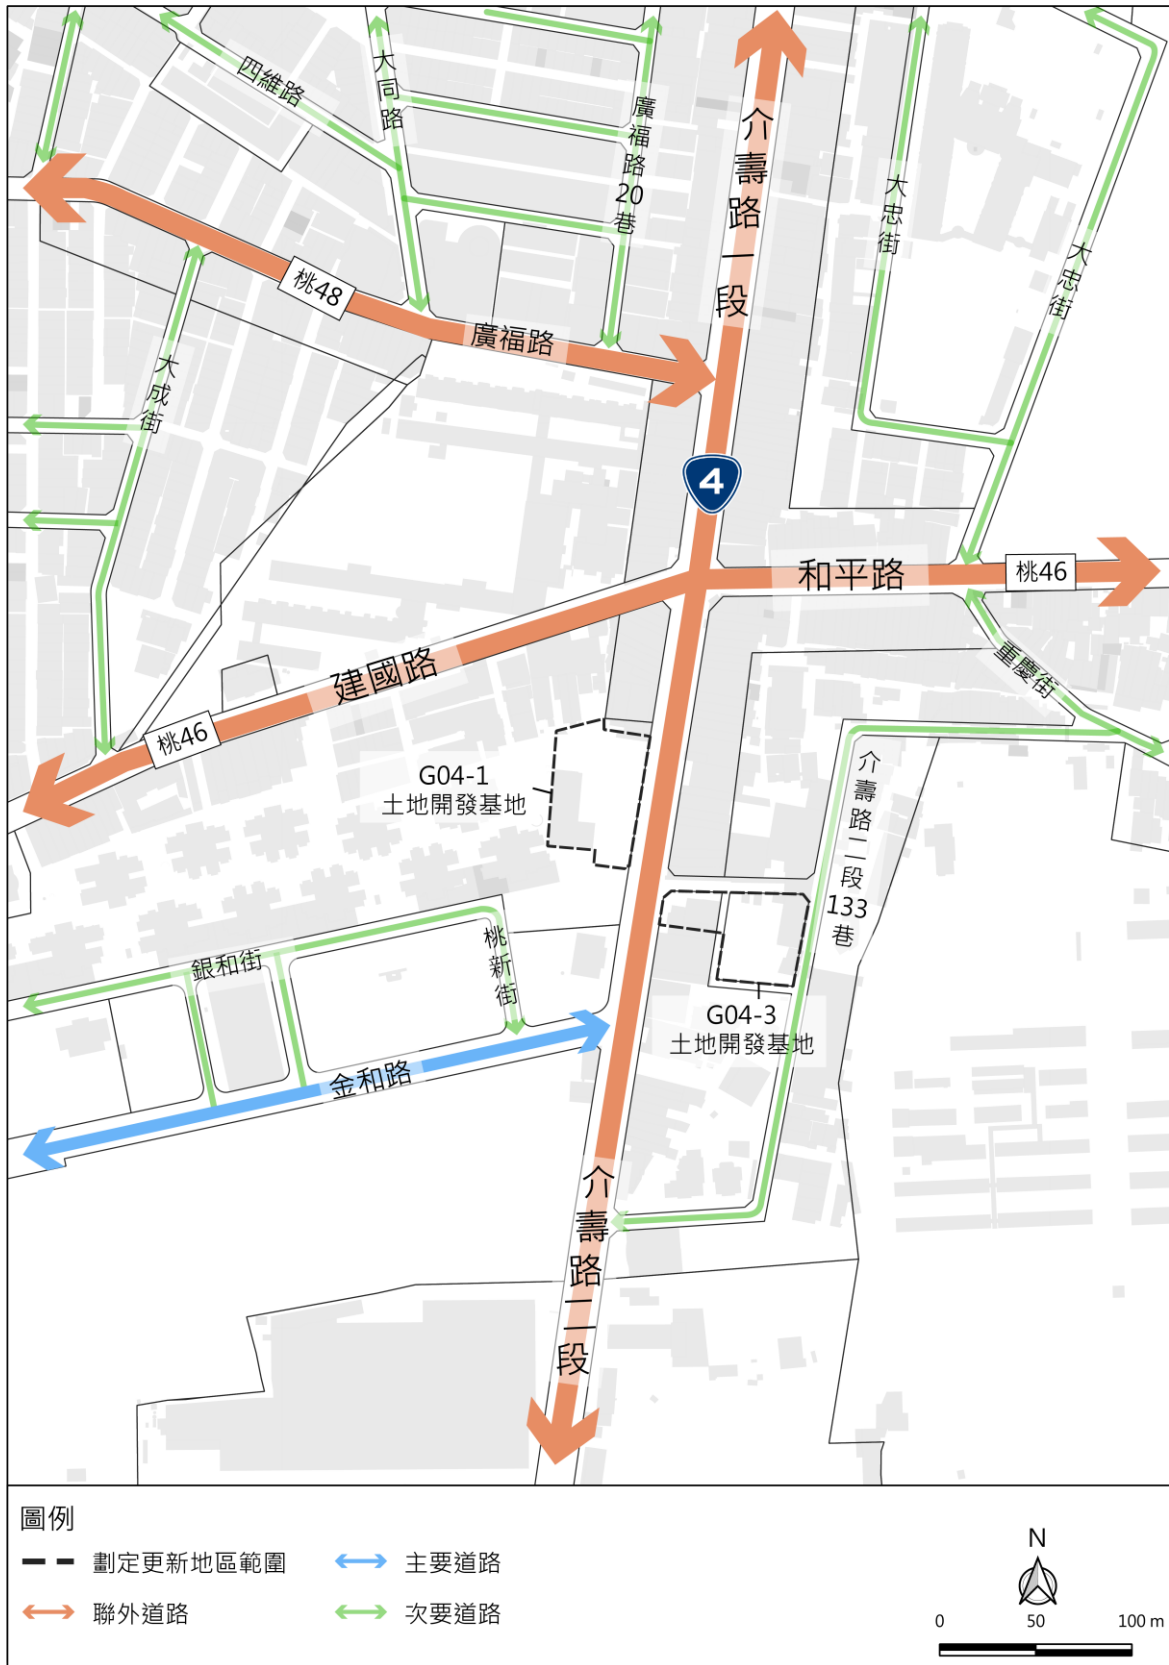 四維路
大同路
廣福路20巷
介壽路一段
大忠街
大忠街
桃48
廣福路
大成街
4
和平路
桃46
建國路
桃46
重慶街
G04-1
土地開發基地
介壽路二段133巷
桃新街
銀和街
G04-3
土地開發基地
金和路
介壽路二段
圖例
劃定更新地區範圍
主要道路
聯外道路
次要道路
N
0 50 100 m